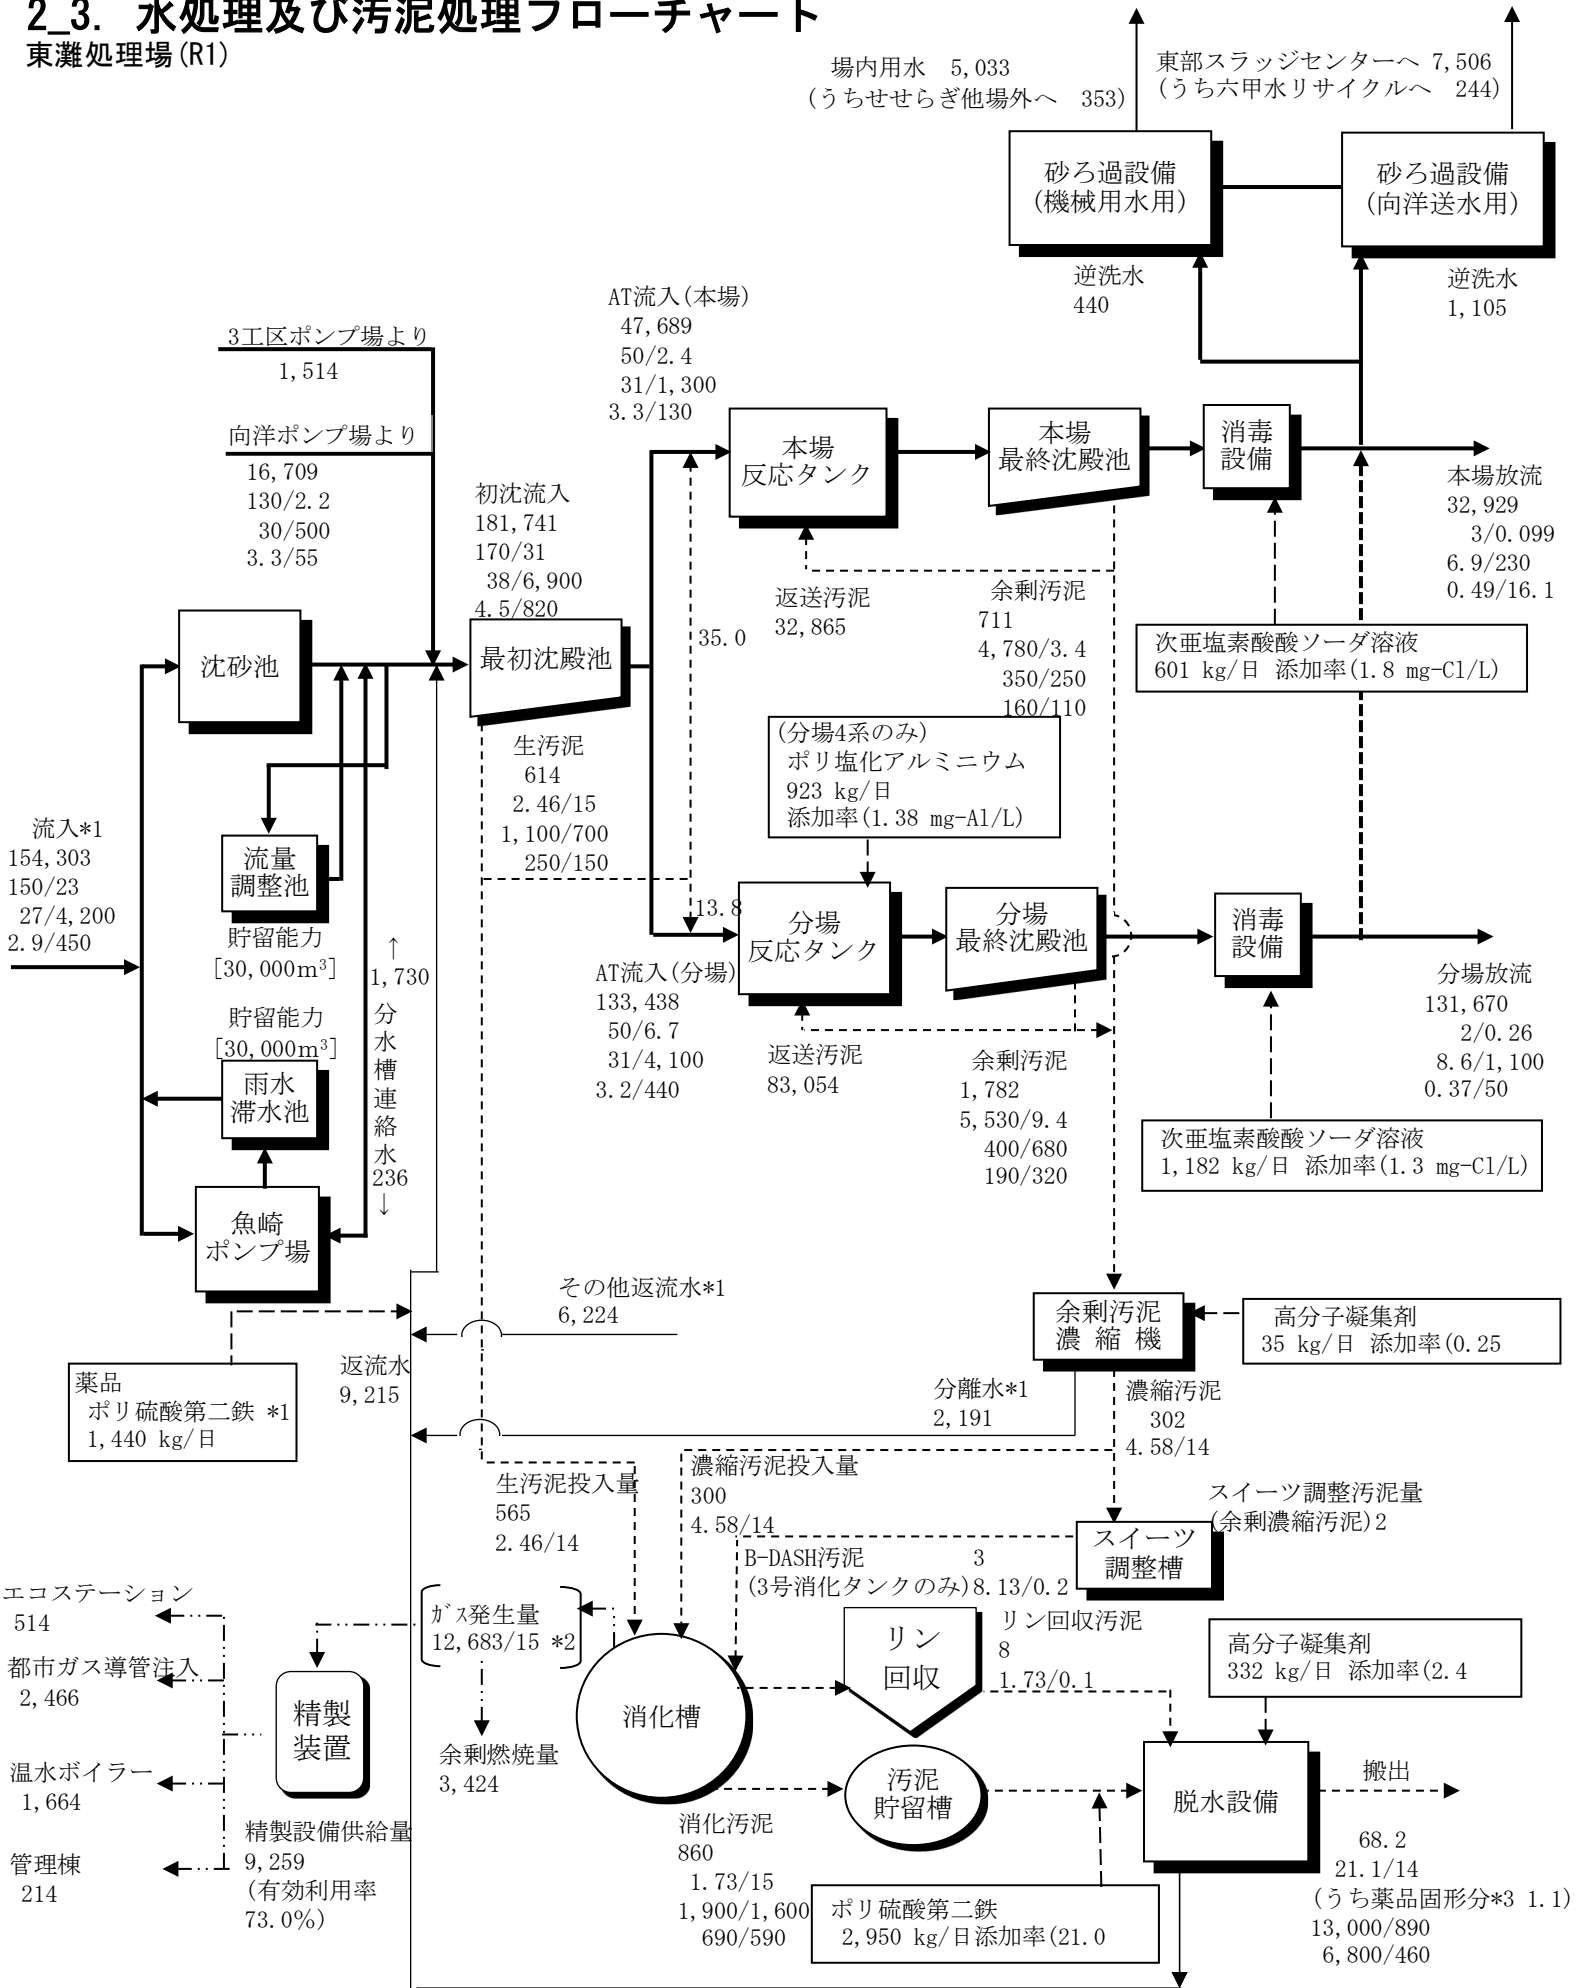 2_3. 水処理及び汚泥処理フローチャート
東灘処理場(R1)
場内用水 5,033
(うちせせらぎ他場外へ 353)
東部スラッジセンターへ 7,506
(うち六甲水リサイクルへ 244)
砂ろ過設備
(機械用水用)
砂ろ過設備
(向洋送水用)
逆洗水
440
逆洗水
1,105
3工区ポンプ場より
1,514
向洋ポンプ場より
16,709
130/2.2
30/500
3.3/55
AT流入(本場)
47,689
50/2.4
31/1,300
3.3/130
初沈流入
181,741
170/31
38/6,900
4.5/820
本場
反応タンク
本場
最終沈殿池
消毒
設備
本場放流
32,929
3/0.099
6.9/230
0.49/16.1
沈砂池
最初沈殿池
35.0
返送汚泥
32,865
余剰汚泥
711
4,780/3.4
350/250
160/110
次亜塩素酸酸ソーダ溶液
601 kg/日 添加率(1.8 mg-Cl/L)
生汚泥
614
2.46/15
1,100/700
250/150
(分場4系のみ)
ポリ塩化アルミニウム
923 kg/日
添加率(1.38 mg-Al/L)
流入*1
154,303
150/23
27/4,200
2.9/450
流量
調整池
貯留能力
[30,000m³]
↑
1,730
分
水
槽
連
絡
水
236
↓
貯留能力
[30,000m³]
雨水
滞水池
魚崎
ポンプ場
13.8
分場
反応タンク
分場
最終沈殿池
消毒
設備
AT流入(分場)
133,438
50/6.7
31/4,100
3.2/440
返送汚泥
83,054
余剰汚泥
1,782
5,530/9.4
400/680
190/320
分場放流
131,670
2/0.26
8.6/1,100
0.37/50
次亜塩素酸酸ソーダ溶液
1,182 kg/日 添加率(1.3 mg-Cl/L)
その他返流水*1
6,224
余剰汚泥
濃 縮 機
高分子凝集剤
35 kg/日 添加率(0.25
薬品
ポリ硫酸第二鉄 *1
1,440 kg/日
返流水
9,215
分離水*1
2,191
濃縮汚泥
302
4.58/14
生汚泥投入量
565
2.46/14
濃縮汚泥投入量
300
4.58/14
スイーツ調整汚泥量
(余剰濃縮汚泥)2
スイーツ
調整槽
B-DASH汚泥 3
(3号消化タンクのみ)8.13/0.2
エコステーション
514
都市ガス導管注入
2,466
温水ボイラー
1,664
管理棟
214
精製
装置
精製設備供給量
9,259
(有効利用率
73.0%)
ｶﾞｽ発生量
12,683/15 *2
余剰燃焼量
3,424
消化槽
リン
回収
リン回収汚泥
8
1.73/0.1
高分子凝集剤
332 kg/日 添加率(2.4
汚泥
貯留槽
脱水設備
搬出
消化汚泥
860
1.73/15
1,900/1,600
690/590
ポリ硫酸第二鉄
2,950 kg/日添加率(21.0
68.2
21.1/14
(うち薬品固形分*3 1.1)
13,000/890
6,800/460